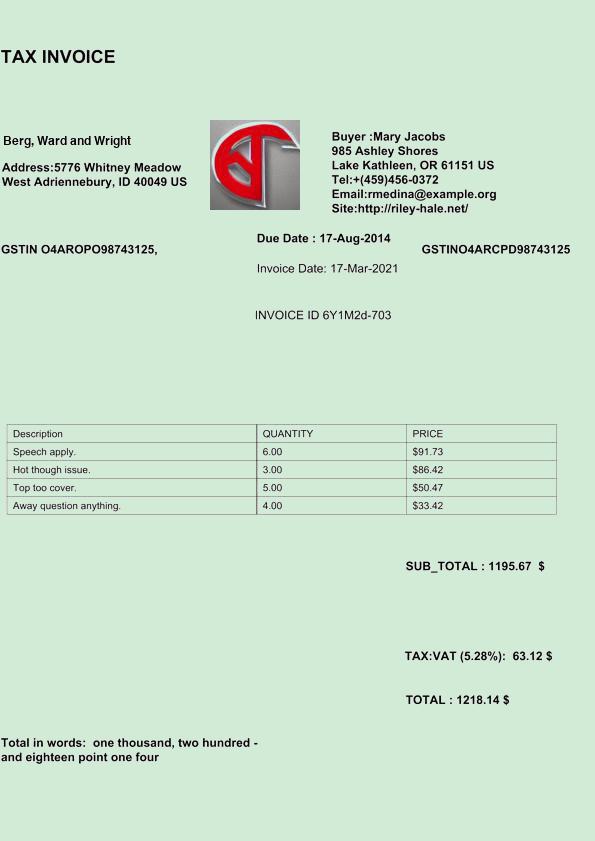 TAX INVOICE
Berg, Ward and Wright
Address:5776 Whitney Meadow
West Adriennebury, ID 40049 US
Buyer :Mary Jacobs
985 Ashley Shores
Lake Kathleen, OR 61151 US
Tel:+(459)456-0372
Email:rmedina@example.org
Site:http://riley-hale.net/
GSTIN O4AROPO98743125,
Due Date : 17-Aug-2014
GSTINO4ARCPD98743125
Invoice Date: 17-Mar-2021
INVOICE ID 6Y1M2d-703
Description QUANTITY PRICE
Speech apply. 6.00 $91.73
Hot though issue. 3.00 $86.42
Top too cover. 5.00 $50.47
Away question anything. 4.00 $33.42
SUB_TOTAL : 1195.67 $
TAX:VAT (5.28%): 63.12 $
TOTAL : 1218.14 $
Total in words: one thousand, two hundred -
and eighteen point one four